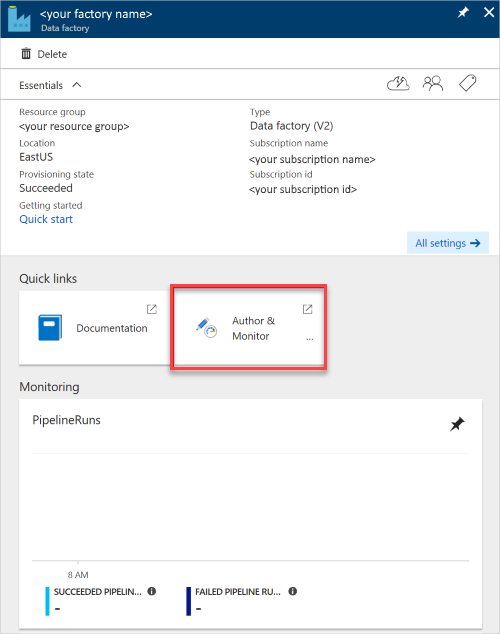 <your factory name>
Data factory
Delete
Essentials
Resource group
<your resource group>
Type
Data factory (V2)
Location
EastUS
Subscription name
<your subscription name>
Provisioning state
Succeeded
Subscription id
<your subscription id>
Getting started
Quick start
All settings →
Quick links
Documentation
Author &
Monitor
...
Monitoring
PipelineRuns
8 AM
SUCCEEDED PIPELIN...
FAILED PIPELINE RU...
-
-